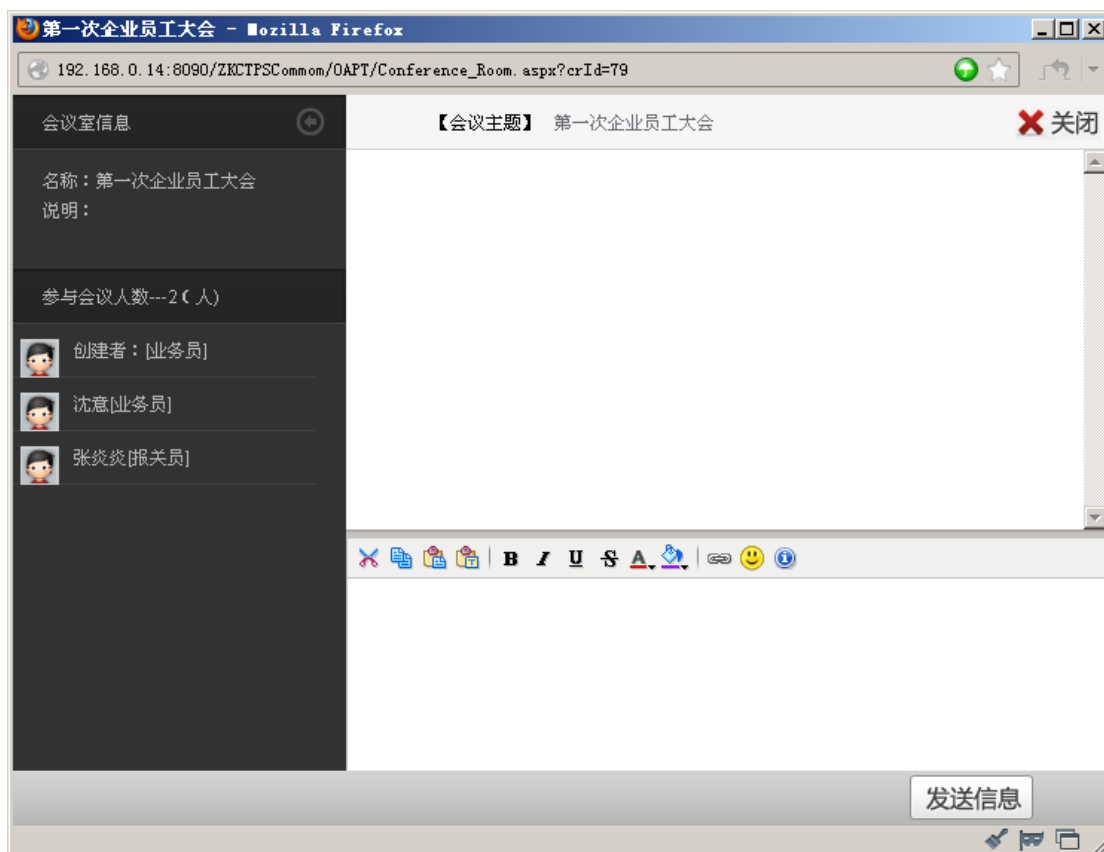 第一次企业员工大会 - Mozilla Firefox
192.168.0.14:8090/ZKCTPSCommom/OAPT/Conference_Room.aspx?crId=79
会议室信息
【会议主题】 第一次企业员工大会
关闭
名称：第一次企业员工大会
说明：
参与会议人数---2( 人)
创建者：[业务员]
沈意[业务员]
张炎炎[报关员]
B I U S A
发送信息